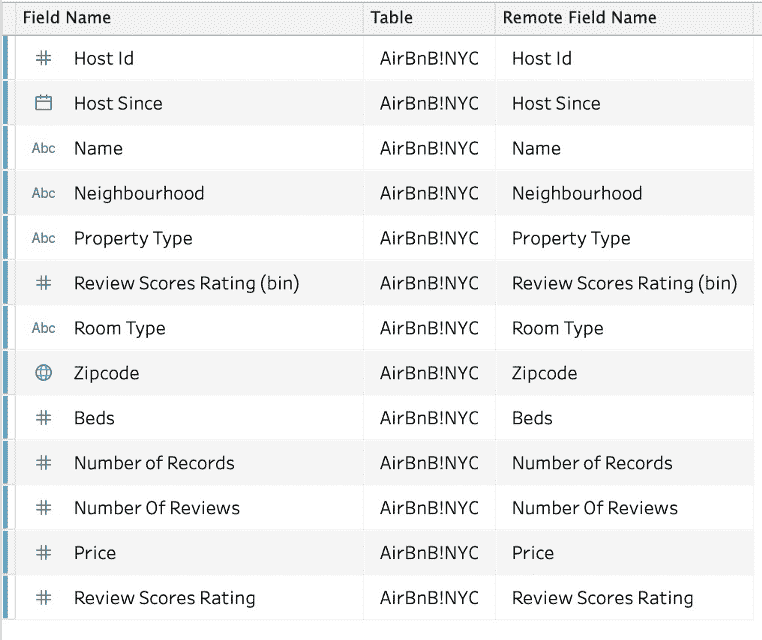 Field Name Table Remote Field Name
Host Id AirBnB!NYC Host Id
Host Since AirBnB!NYC Host Since
Abc Name AirBnB!NYC Name
Abc Neighbourhood AirBnB!NYC Neighbourhood
Abc Property Type AirBnB!NYC Property Type
Review Scores Rating (bin) AirBnB!NYC Review Scores Rating (bin)
Abc Room Type AirBnB!NYC Room Type
Zipcode AirBnB!NYC Zipcode
Beds AirBnB!NYC Beds
Number of Records AirBnB!NYC Number of Records
Number Of Reviews AirBnB!NYC Number Of Reviews
Price AirBnB!NYC Price
Review Scores Rating AirBnB!NYC Review Scores Rating